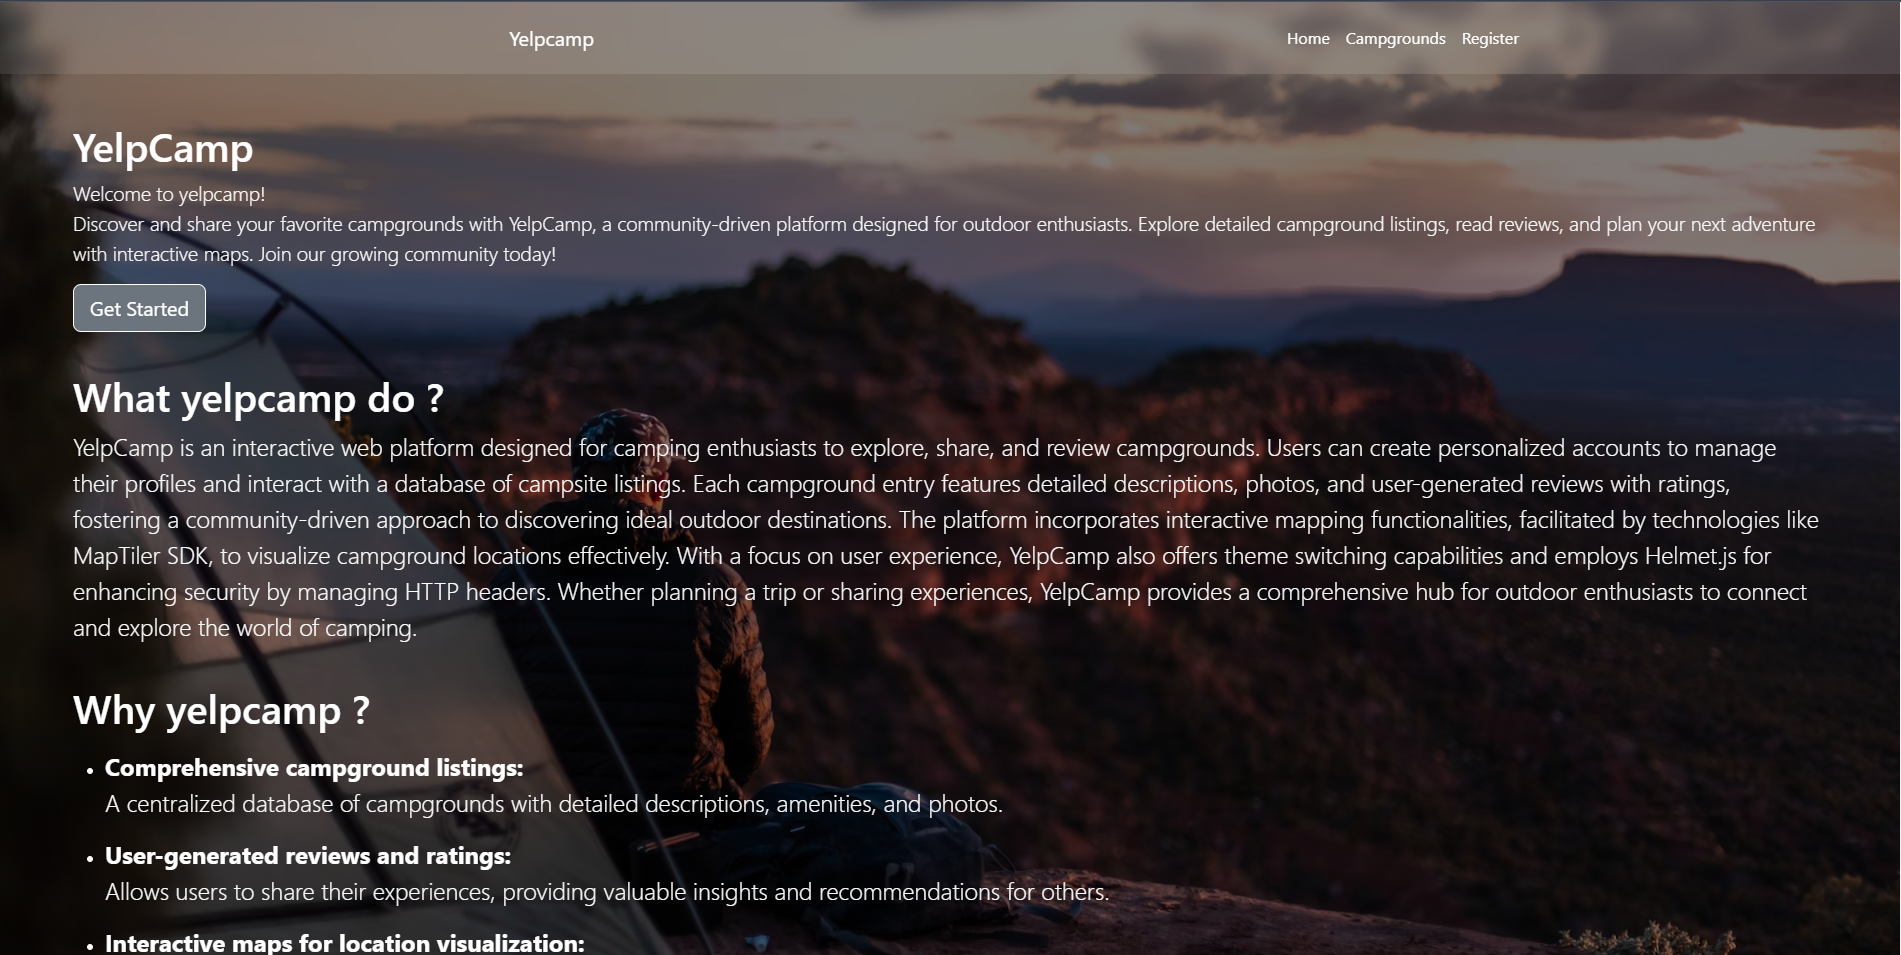 Yelpcamp
Home Campgrounds Register
YelpCamp
Welcome to yelpcamp!
Discover and share your favorite campgrounds with YelpCamp, a community-driven platform designed for outdoor enthusiasts. Explore detailed campground listings, read reviews, and plan your next adventure
with interactive maps. Join our growing community today!
Get Started
What yelpcamp do ?
YelpCamp is an interactive web platform designed for camping enthusiasts to explore, share, and review campgrounds. Users can create personalized accounts to manage
their profiles and interact with a database of campsite listings. Each campground entry features detailed descriptions, photos, and user-generated reviews with ratings,
fostering a community-driven approach to discovering ideal outdoor destinations. The platform incorporates interactive mapping functionalities, facilitated by technologies like
MapTiler SDK, to visualize campground locations effectively. With a focus on user experience, YelpCamp also offers theme switching capabilities and employs Helmet.js for
enhancing security by managing HTTP headers. Whether planning a trip or sharing experiences, YelpCamp provides a comprehensive hub for outdoor enthusiasts to connect
and explore the world of camping.
Why yelpcamp ?
• Comprehensive campground listings:
A centralized database of campgrounds with detailed descriptions, amenities, and photos.
• User-generated reviews and ratings:
Allows users to share their experiences, providing valuable insights and recommendations for others.
• Interactive maps for location visualization: